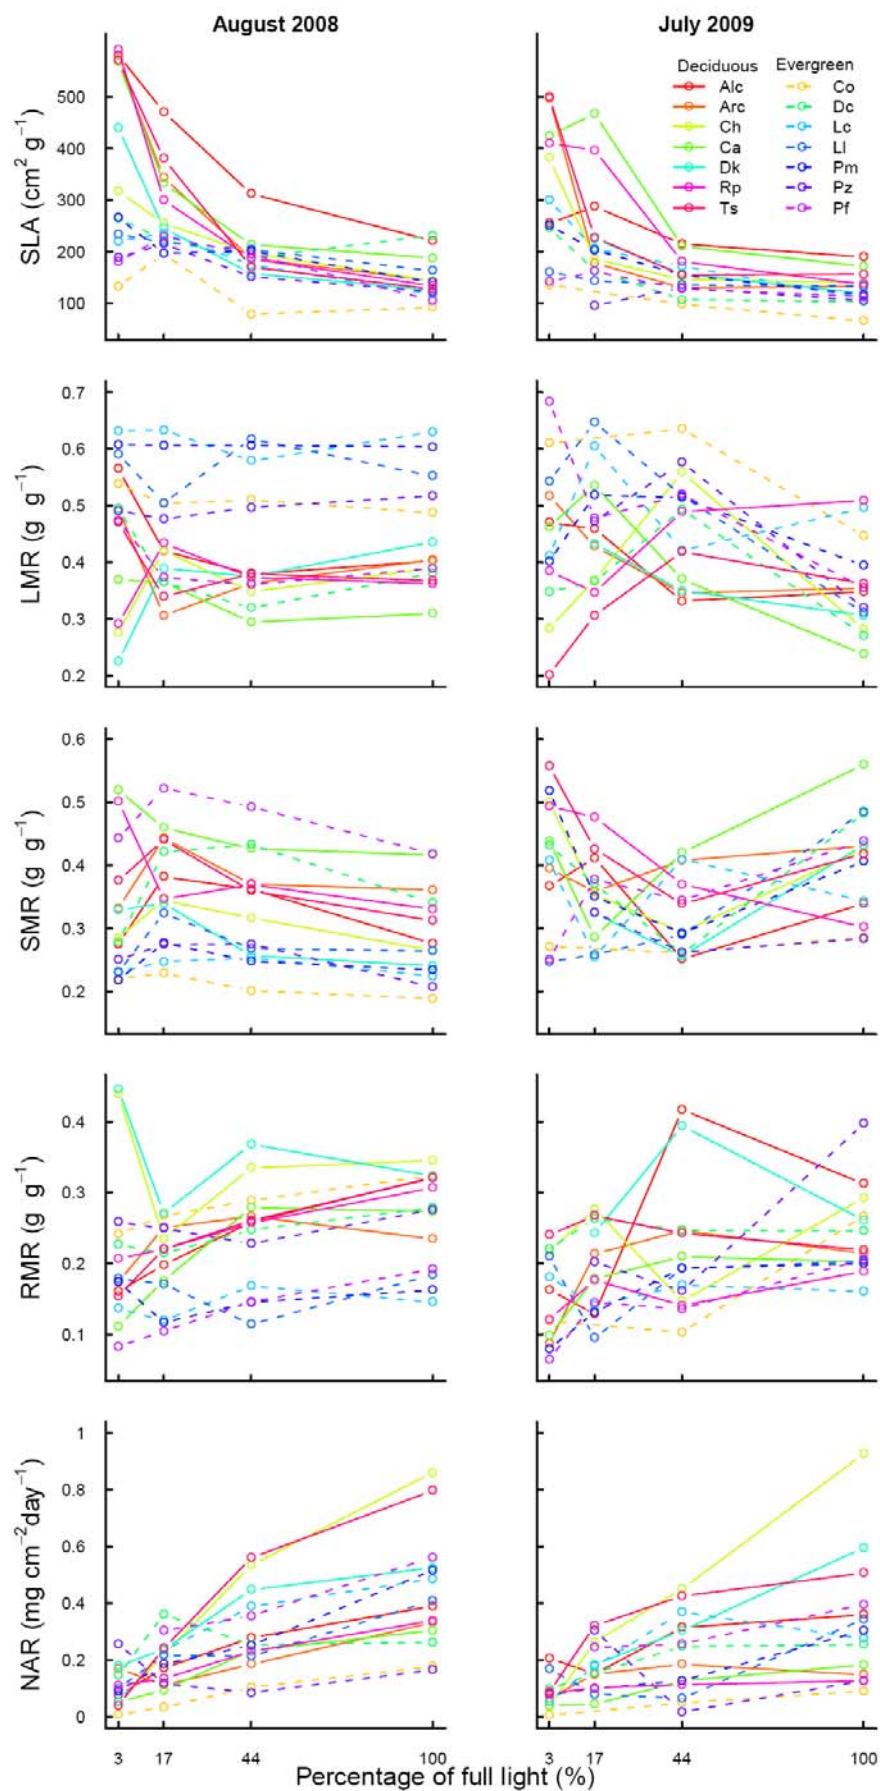 August 2008 July 2009
Deciduous Evergreen
Alc Co
Arc Dc
Ch Lc
Ca Ll
Dk Pm
Rp Pz
Ts Pf
SLA (cm² g⁻¹)
500
400
300
200
100
LMR (g g⁻¹)
0.7
0.6
0.5
0.4
0.3
0.2
SMR (g g⁻¹)
0.6
0.5
0.4
0.3
0.2
RMR (g g⁻¹)
0.4
0.3
0.2
0.1
NAR (mg cm⁻²day⁻¹)
1
0.8
0.6
0.4
0.2
0
3 17 44 100 3 17 44 100
Percentage of full light (%)